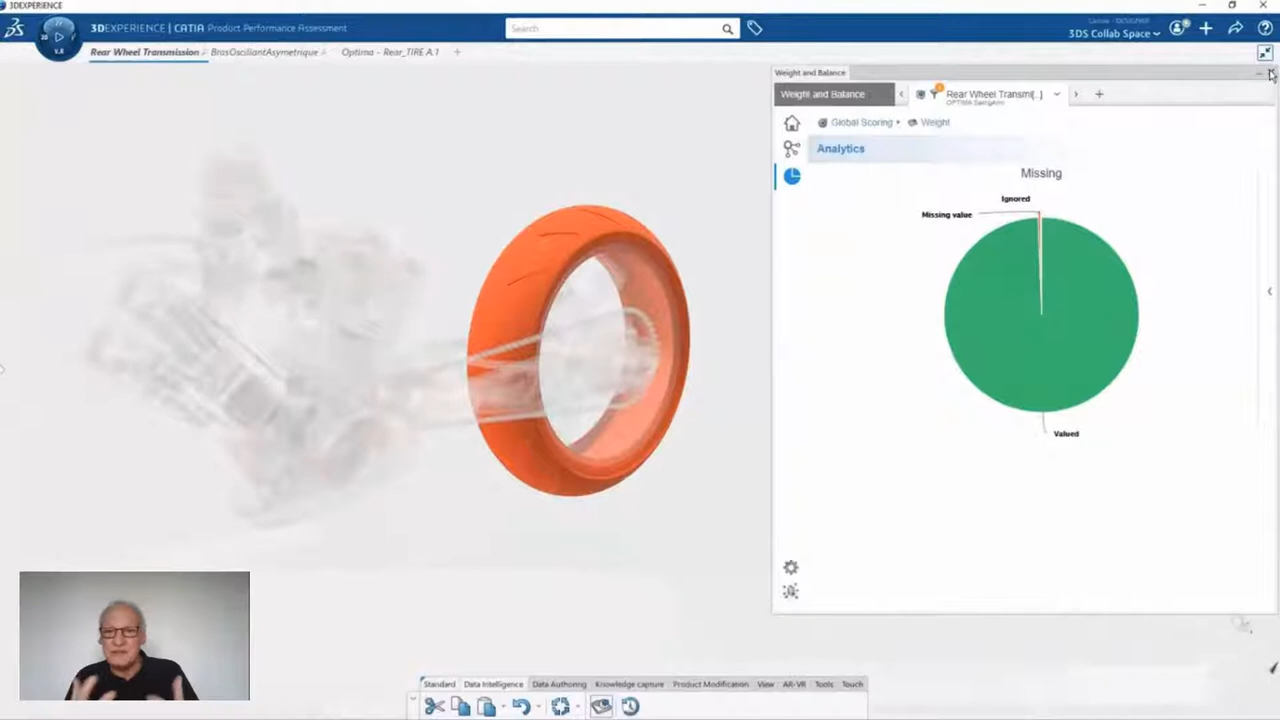 3DEXPERIENCE
3DEXPERIENCE | CATIA Product Performance Assessment
Search
3DS Collab Space
V.R
Rear Wheel Transmission
BrasOscillantAsymetrique
Optima - Rear_TIRE A.1
Weight and Balance
Weight and Balance
Rear Wheel Transmi[..]
Global Scoring
Weight
Analytics
Missing
Ignored
Missing value
Valued
Standard
Data Intelligence
Data Authoring
Knowledge capture
Product Modification
View
AR-VR
Tools
Touch